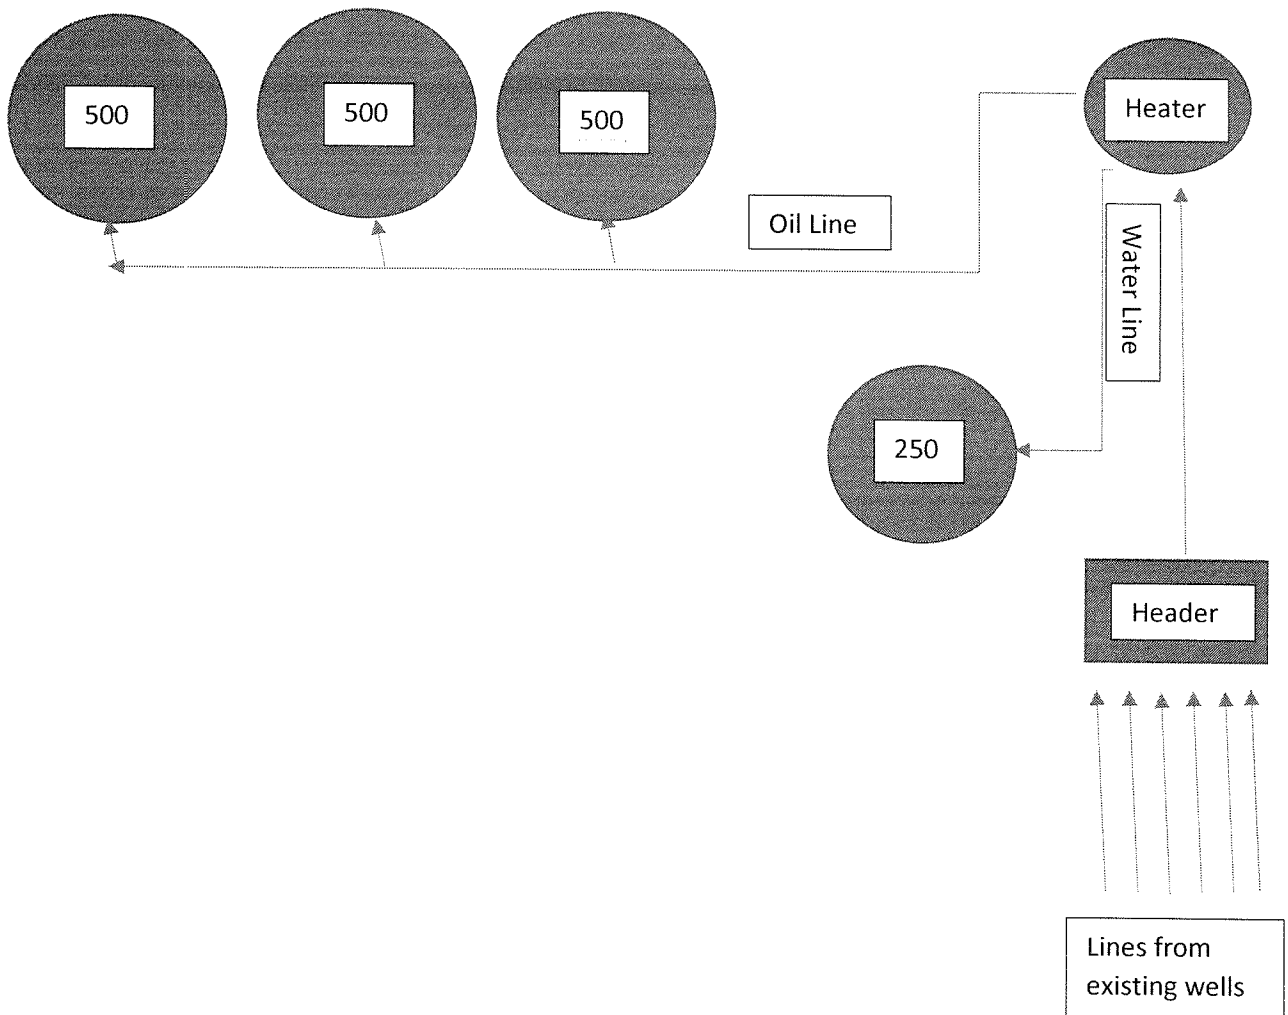 500
500
500
Heater
Oil Line
Water Line
250
Header
Lines from
existing wells